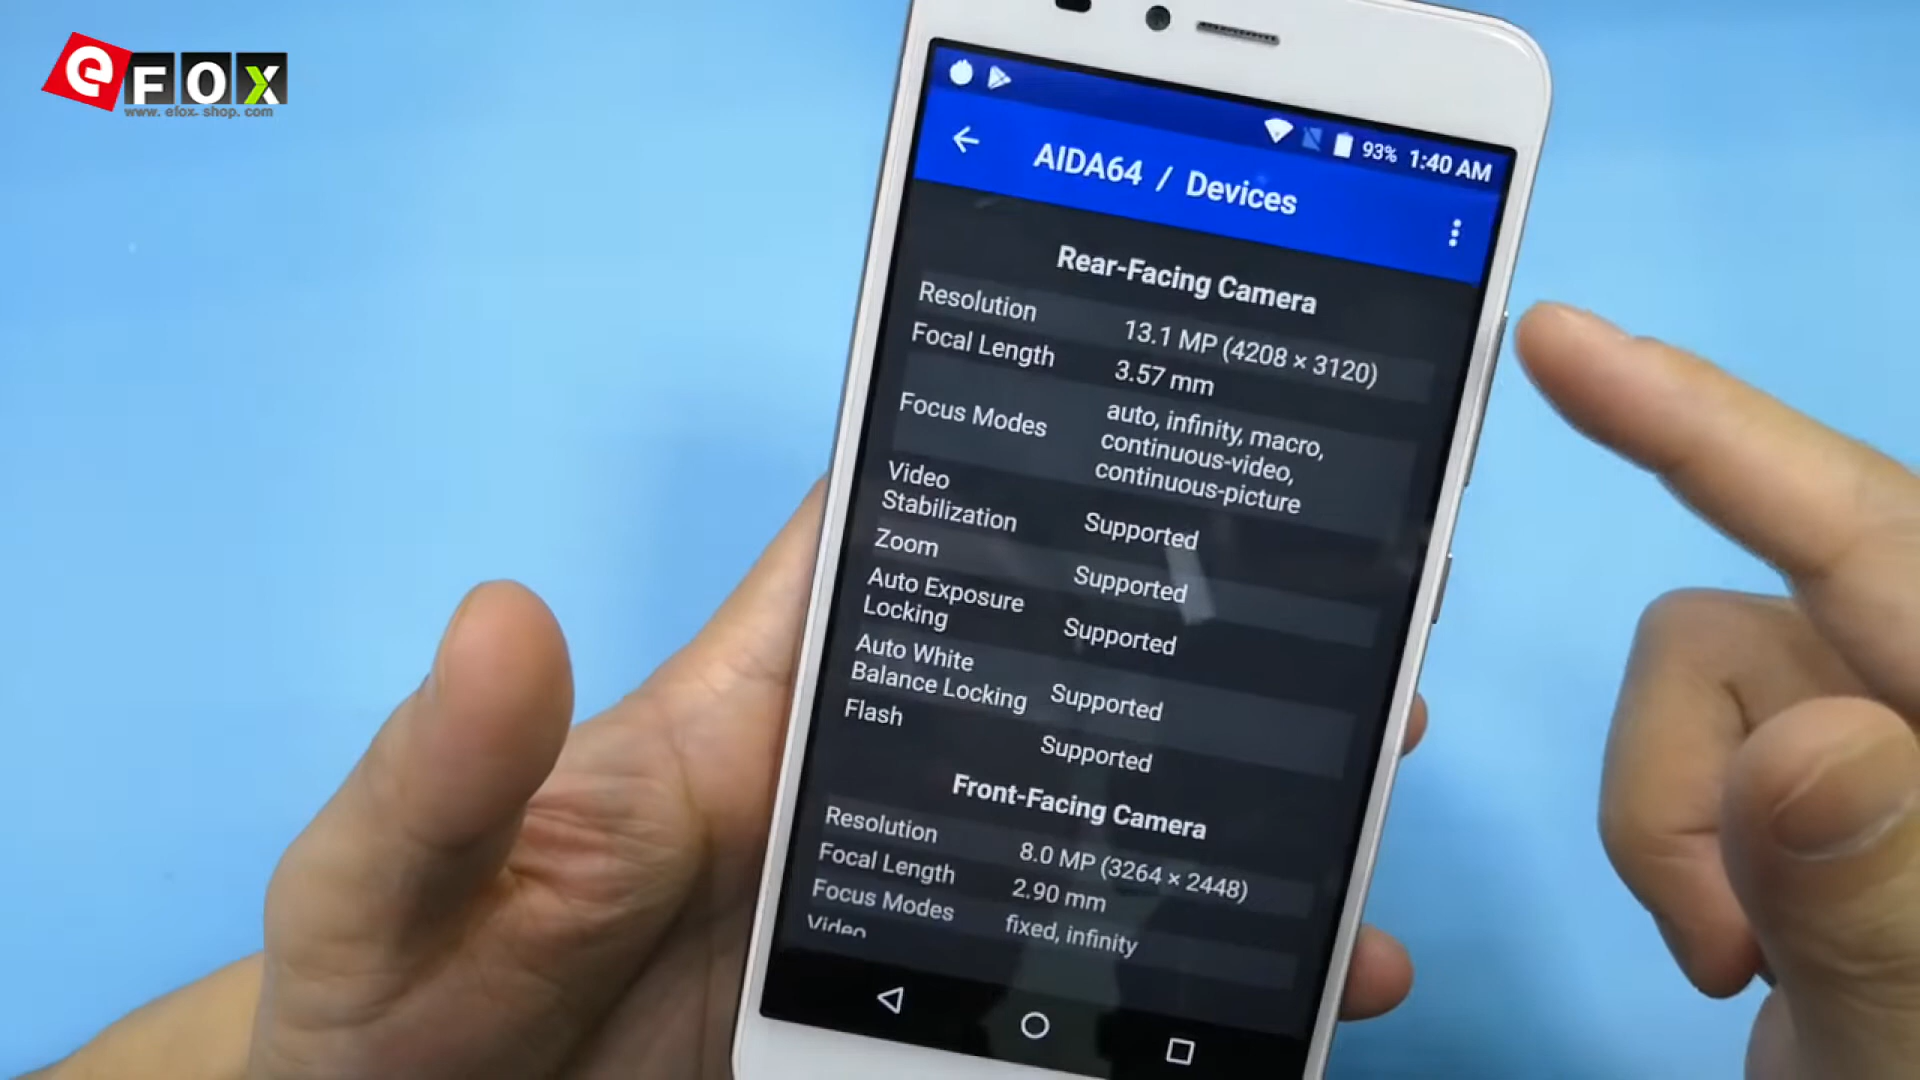 eFOX
www. efox-shop. com
93% 1:40 AM
AIDA64 / Devices
Rear-Facing Camera
Resolution 13.1 MP (4208 × 3120)
Focal Length 3.57 mm
Focus Modes auto, infinity, macro,
continuous-video,
continuous-picture
Video
Stabilization Supported
Zoom Supported
Auto Exposure
Locking Supported
Auto White
Balance Locking Supported
Flash Supported
Front-Facing Camera
Resolution 8.0 MP (3264 × 2448)
Focal Length 2.90 mm
Focus Modes fixed, infinity
Video